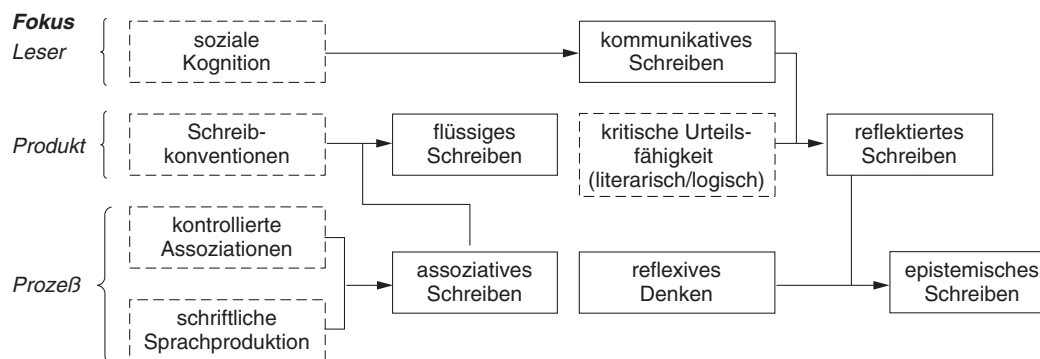 Fokus
Leser
soziale
Kognition
kommunikatives
Schreiben
Produkt
Schreib-
konventionen
flüssiges
Schreiben
kritische Urteils-
fähigkeit
(literarisch/logisch)
reflektiertes
Schreiben
Prozeß
kontrollierte
Assoziationen
schriftliche
Sprachproduktion
assoziatives
Schreiben
reflexives
Denken
epistemisches
Schreiben